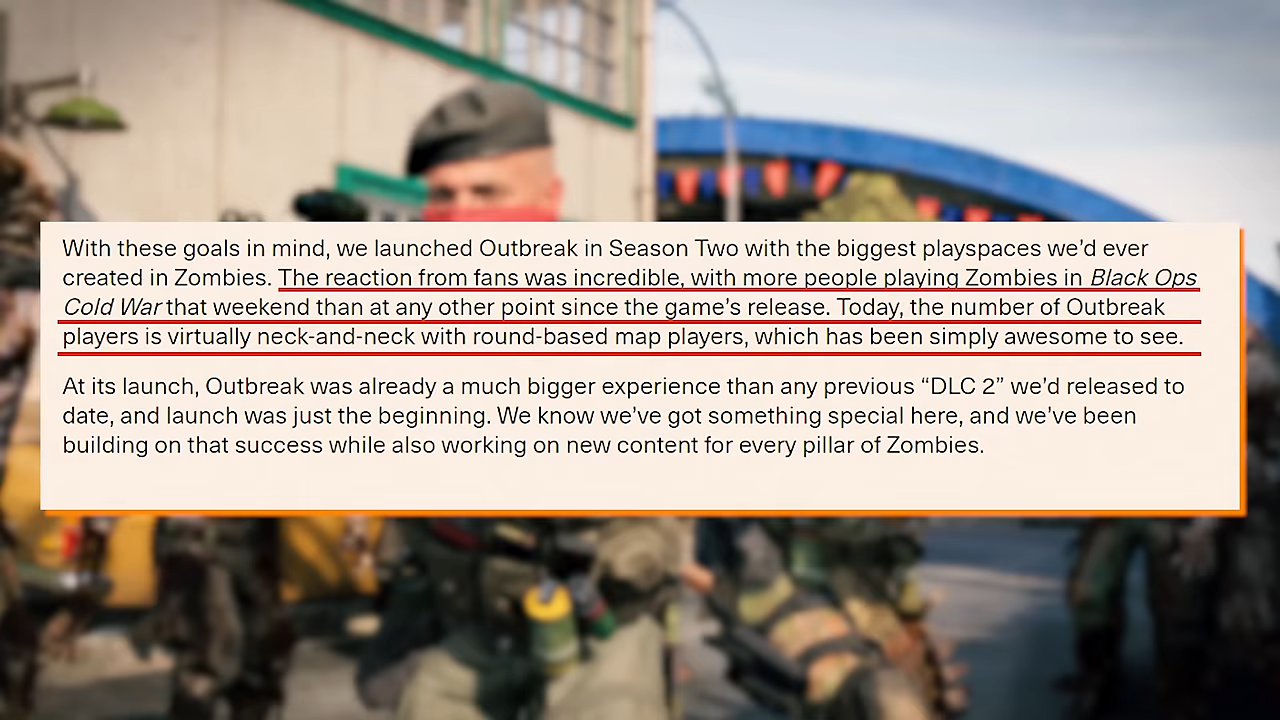 With these goals in mind, we launched Outbreak in Season Two with the biggest playspaces we’d ever
created in Zombies. The reaction from fans was incredible, with more people playing Zombies in Black Ops
Cold War that weekend than at any other point since the game’s release. Today, the number of Outbreak
players is virtually neck-and-neck with round-based map players, which has been simply awesome to see.
At its launch, Outbreak was already a much bigger experience than any previous “DLC 2” we’d released to
date, and launch was just the beginning. We know we’ve got something special here, and we’ve been
building on that success while also working on new content for every pillar of Zombies.